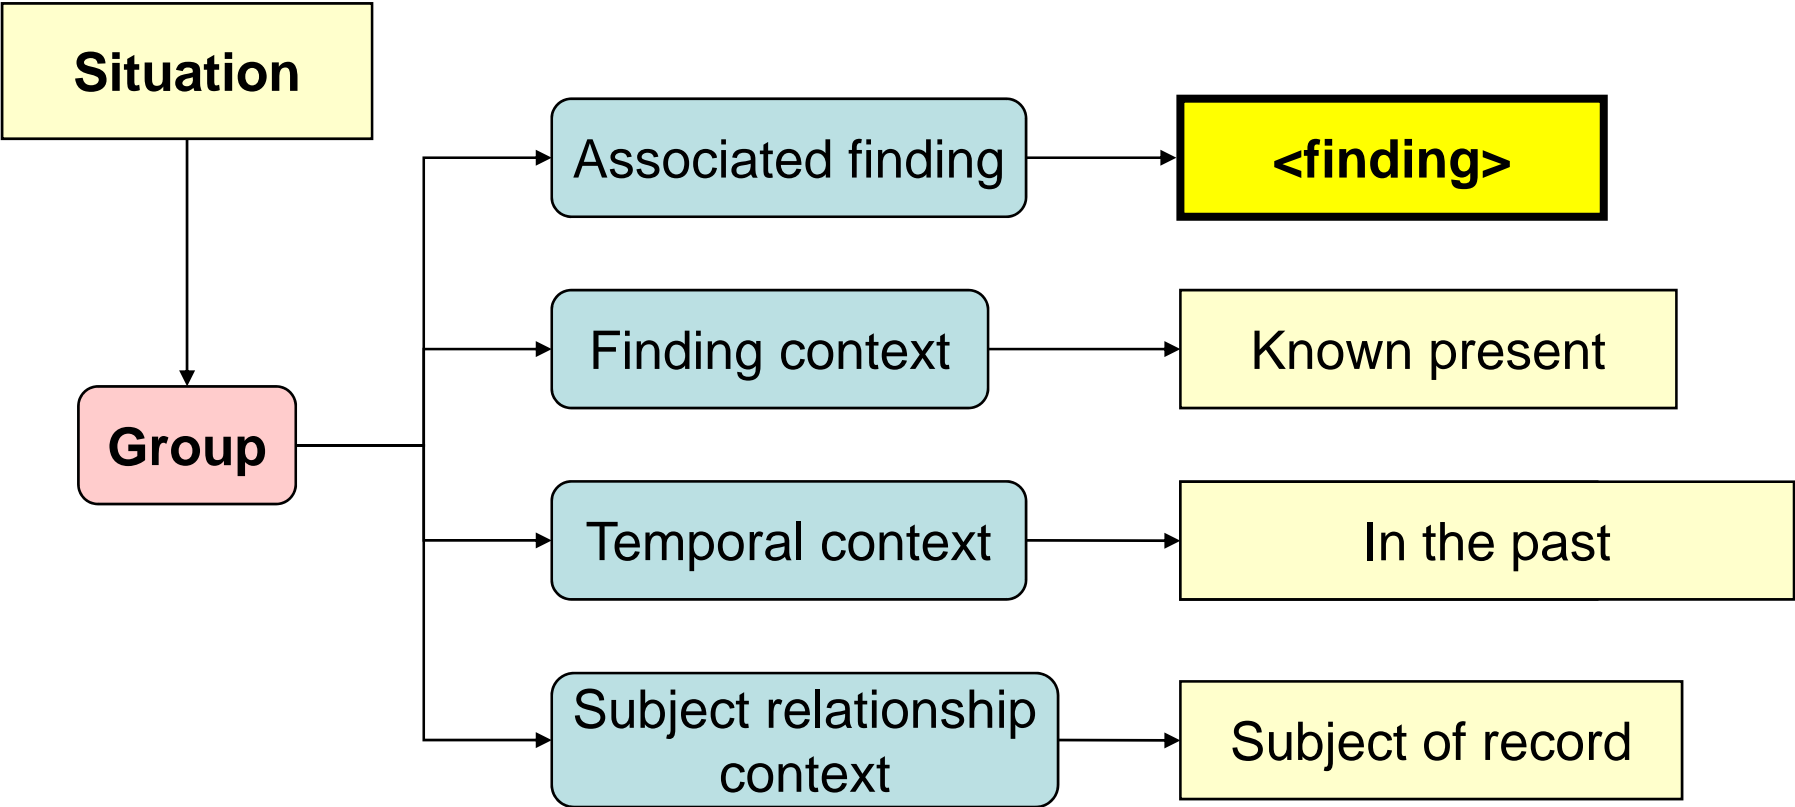 Situation
Group
Associated finding
<finding>
Finding context
Known present
Temporal context
In the past
Subject relationship
context
Subject of record